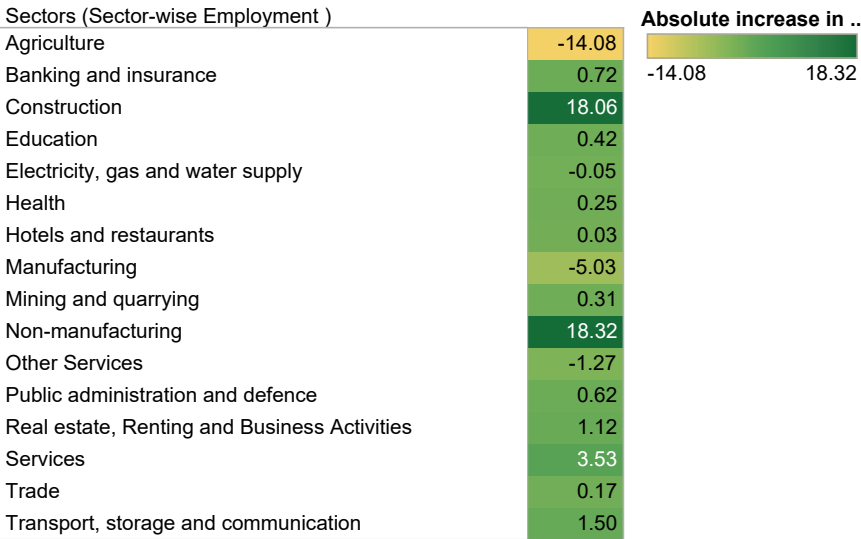 Sectors (Sector-wise Employment )
Agriculture -14.08
Banking and insurance 0.72
Construction 18.06
Education 0.42
Electricity, gas and water supply -0.05
Health 0.25
Hotels and restaurants 0.03
Manufacturing -5.03
Mining and quarrying 0.31
Non-manufacturing 18.32
Other Services -1.27
Public administration and defence 0.62
Real estate, Renting and Business Activities 1.12
Services 3.53
Trade 0.17
Transport, storage and communication 1.50
Absolute increase in ..
-14.08 18.32